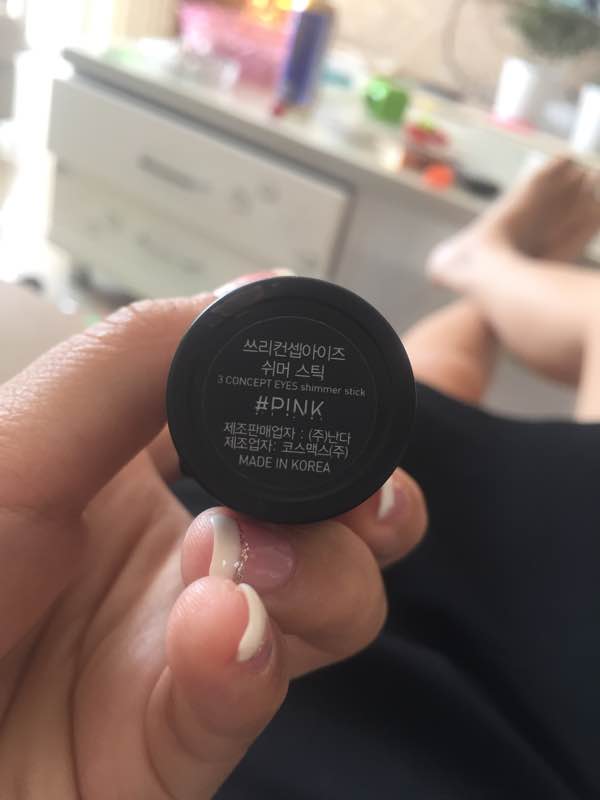 쓰리컨셉아이즈
쉬머 스틱
3 CONCEPT EYES shimmer stick
#PINK
제조판매업자 : (주)난다
제조업자: 코스맥스(주)
MADE IN KOREA